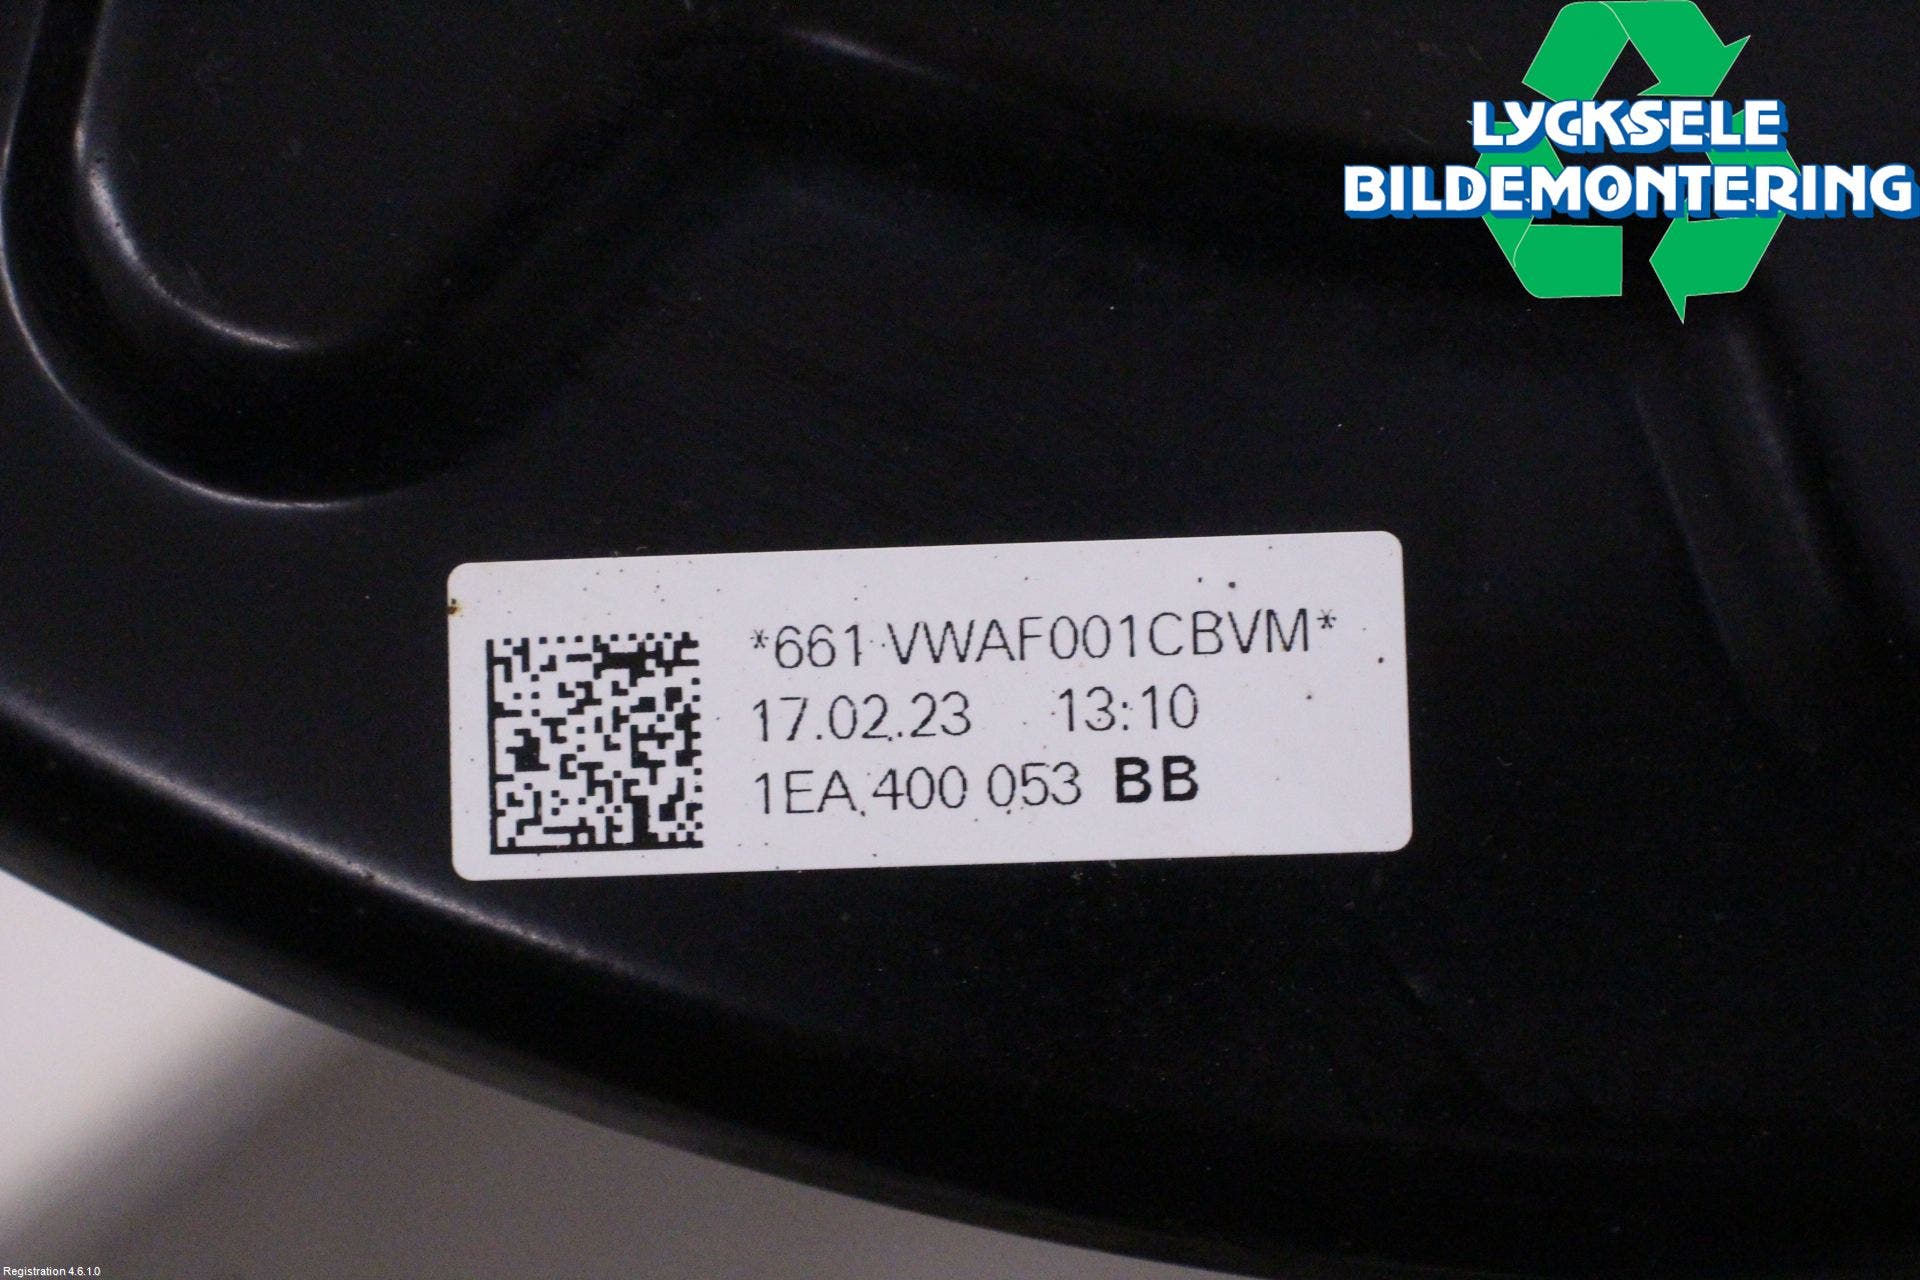 LYCKSELE
BILDEMONTERING
*661 VWAF001CBVM*
17.02.23 13:10
1EA 400 053 BB
Registration 4.6.1.0